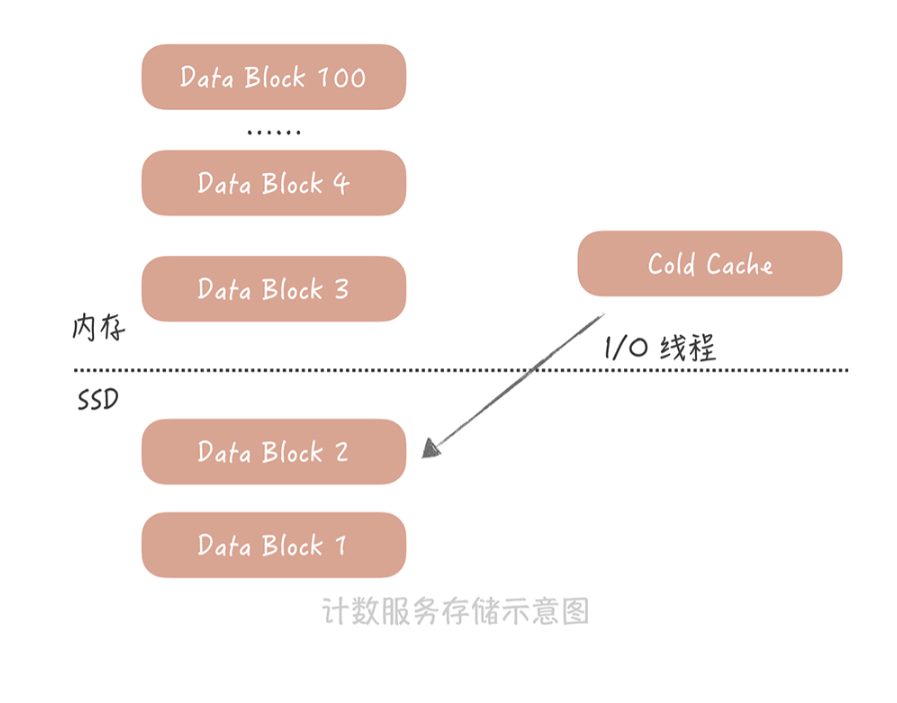 Data Block 100
······
Data Block 4
Data Block 3
Cold Cache
内存
I/O 线程
SSD
Data Block 2
Data Block 1
计数服务存储示意图